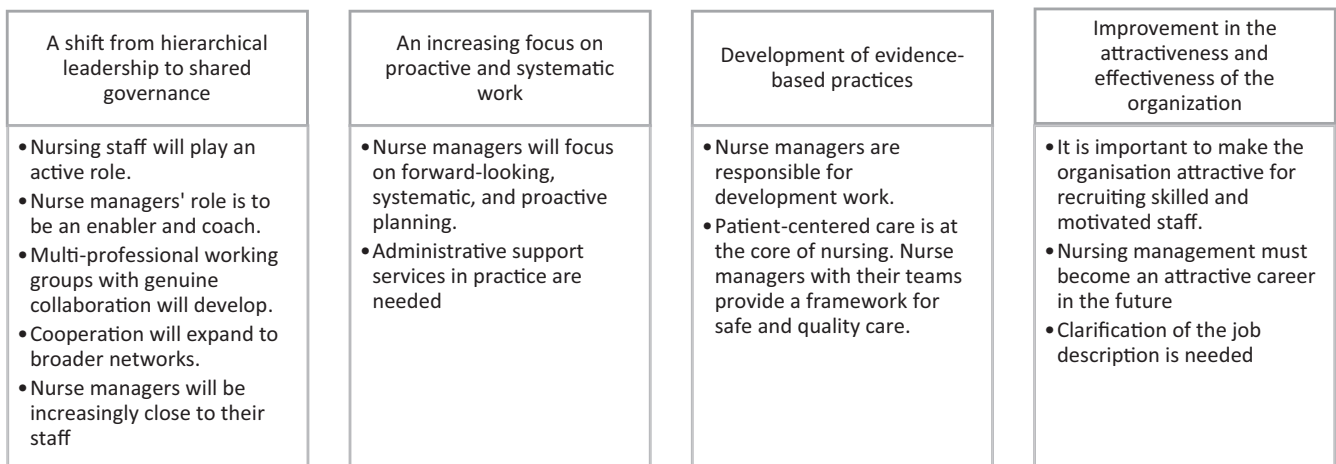 A shift from hierarchical
leadership to shared
governance
•Nursing staff will play an
active role.
•Nurse managers' role is to
be an enabler and coach.
•Multi-professional working
groups with genuine
collaboration will develop.
•Cooperation will expand to
broader networks.
•Nurse managers will be
increasingly close to their
staff
An increasing focus on
proactive and systematic
work
•Nurse managers will focus
on forward-looking,
systematic, and proactive
planning.
•Administrative support
services in practice are
needed
Development of evidence-
based practices
•Nurse managers are
responsible for
development work.
•Patient-centered care is at
the core of nursing. Nurse
managers with their teams
provide a framework for
safe and quality care.
Improvement in the
attractiveness and
effectiveness of the
organization
•It is important to make the
organisation attractive for
recruiting skilled and
motivated staff.
•Nursing management must
become an attractive career
in the future
•Clarification of the job
description is needed